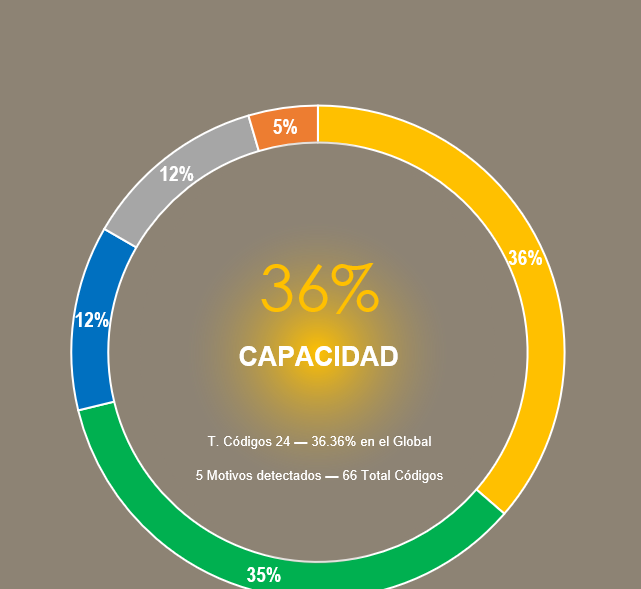 5%
12%
36%
36%
12%
CAPACIDAD
T. Códigos 24 — 36.36% en el Global
5 Motivos detectados — 66 Total Códigos
35%